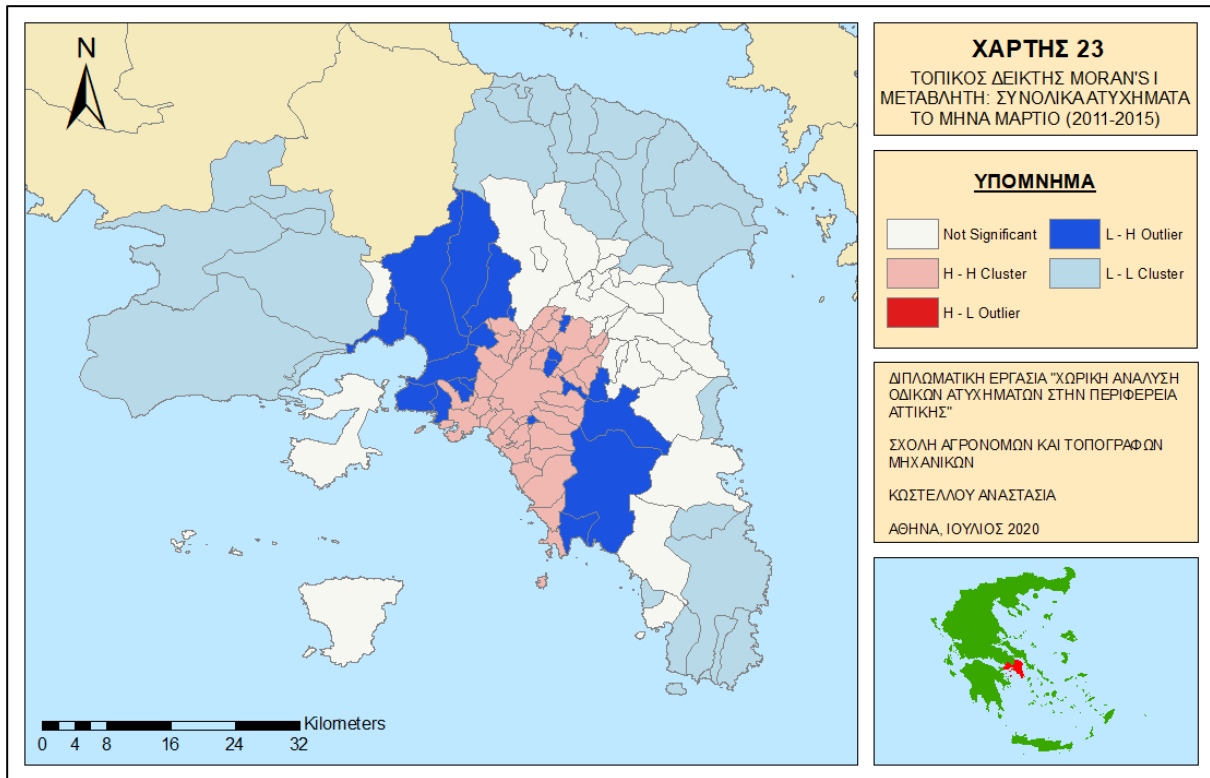 N
Kilometers
0 4 8 16 24 32
ΧΑΡΤΗΣ 23
ΤΟΠΙΚΟΣ ΔΕΙΚΤΗΣ MORAN'S I
ΜΕΤΑΒΛΗΤΗ: ΣΥΝΟΛΙΚΑ ΑΤΥΧΗΜΑΤΑ
ΤΟ ΜΗΝΑ ΜΑΡΤΙΟ (2011-2015)
ΥΠΟΜΝΗΜΑ
Not Significant
L - H Outlier
H - H Cluster
L - L Cluster
H - L Outlier
ΔΙΠΛΩΜΑΤΙΚΗ ΕΡΓΑΣΙΑ "ΧΩΡΙΚΗ ΑΝΑΛΥΣΗ
ΟΔΙΚΩΝ ΑΤΥΧΗΜΑΤΩΝ ΣΤΗΝ ΠΕΡΙΦΕΡΕΙΑ
ΑΤΤΙΚΗΣ"
ΣΧΟΛΗ ΑΓΡΟΝΟΜΩΝ ΚΑΙ ΤΟΠΟΓΡΑΦΩΝ
ΜΗΧΑΝΙΚΩΝ
ΚΩΣΤΕΛΛΟΥ ΑΝΑΣΤΑΣΙΑ
ΑΘΗΝΑ, ΙΟΥΛΙΟΣ 2020